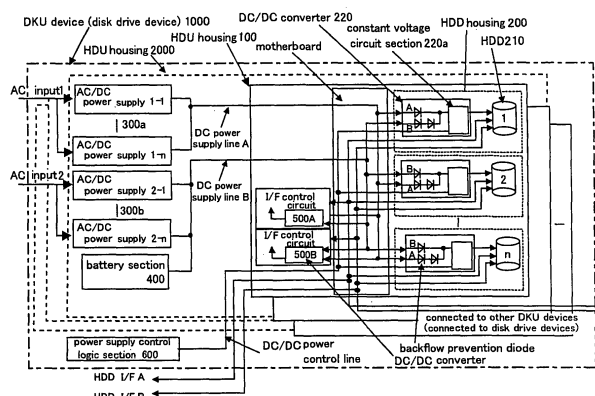 DKU device (disk drive device) 1000
HDU housing 2000
HDU housing 100
motherboard
DC/DC converter 220
constant voltage
circuit section 220a
HDD housing 200
HDD210
AC input1
AC/DC
power supply 1-1
300a
AC/DC
power supply 1-n
AC input2
AC/DC
power supply 2-1
300b
AC/DC
power supply 2-n
battery section
400
DC power
supply line A
DC power
supply line B
I/F control
circuit
500A
I/F control
circuit
500B
A
B
1
B
A
2
B
A
n
connected to other DKU devices
(connected to disk drive devices)
power supply control
logic section 600
DC/DC power
control line
backflow prevention diode
DC/DC converter
HDD I/F A
HDD I/F B